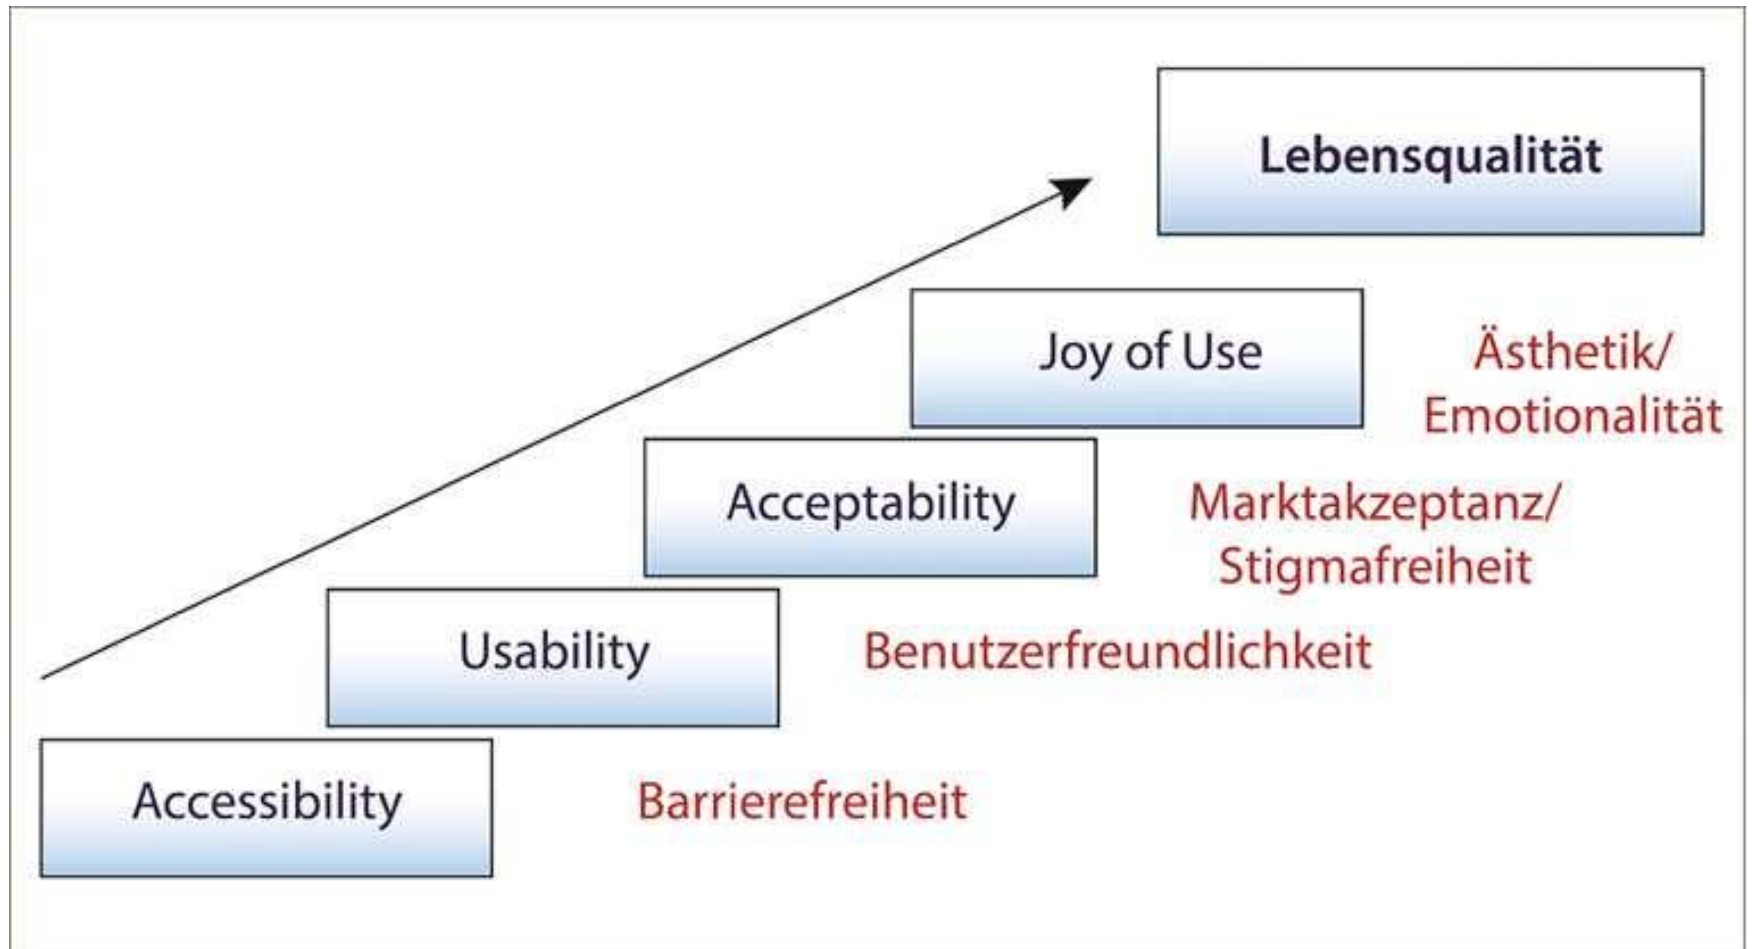 Lebensqualität
Joy of Use
Ästhetik/
Emotionalität
Acceptability
Marktakzeptanz/
Stigmafreiheit
Usability
Benutzerfreundlichkeit
Accessibility
Barrierefreiheit